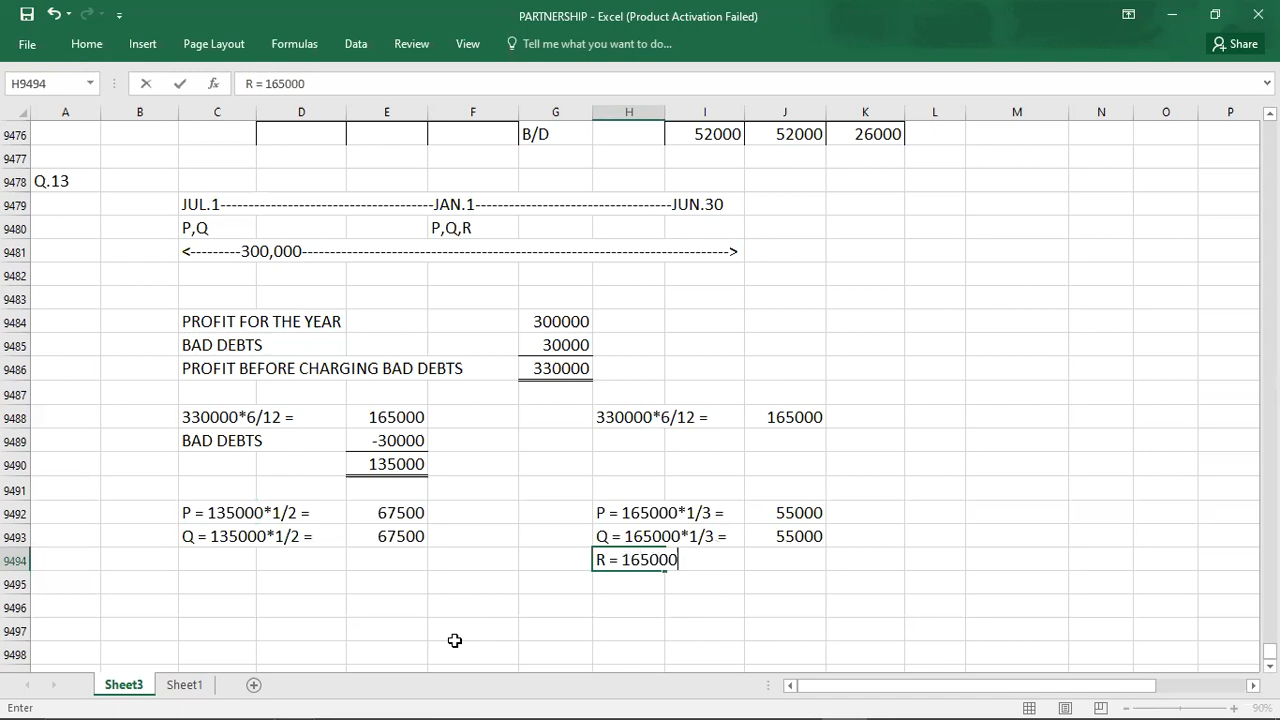 PARTNERSHIP - Excel (Product Activation Failed)
File Home Insert Page Layout Formulas Data Review View Tell me what you want to do... Share
H9494 fx R = 165000
A B C D E F G H I J K L M N O P
9476 B/D 52000 52000 26000
9477
9478 Q.13
9479 JUL.1-------------------------------------JAN.1----------------------------------JUN.30
9480 P,Q P,Q,R
9481 <---------300,000-------------------------------------------------------------------------------->
9482
9483
9484 PROFIT FOR THE YEAR 300000
9485 BAD DEBTS 30000
9486 PROFIT BEFORE CHARGING BAD DEBTS 330000
9487
9488 330000*6/12 = 165000 330000*6/12 = 165000
9489 BAD DEBTS -30000
9490 135000
9491
9492 P = 135000*1/2 = 67500 P = 165000*1/3 = 55000
9493 Q = 135000*1/2 = 67500 Q = 165000*1/3 = 55000
9494 R = 165000
9495
9496
9497
9498
Sheet3 Sheet1
Enter 90%